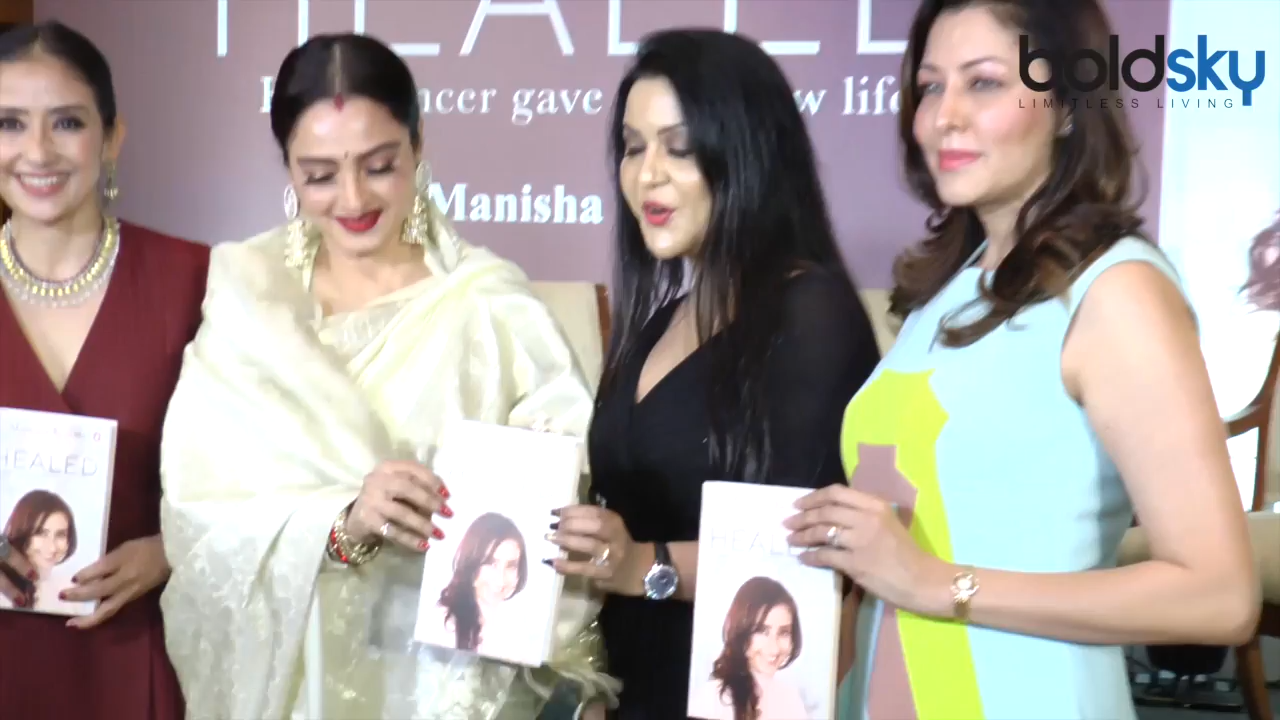 HEALED
cancer gave
life
Manisha
boldsky
LIMITLESS LIVING
HEALED
HEALED